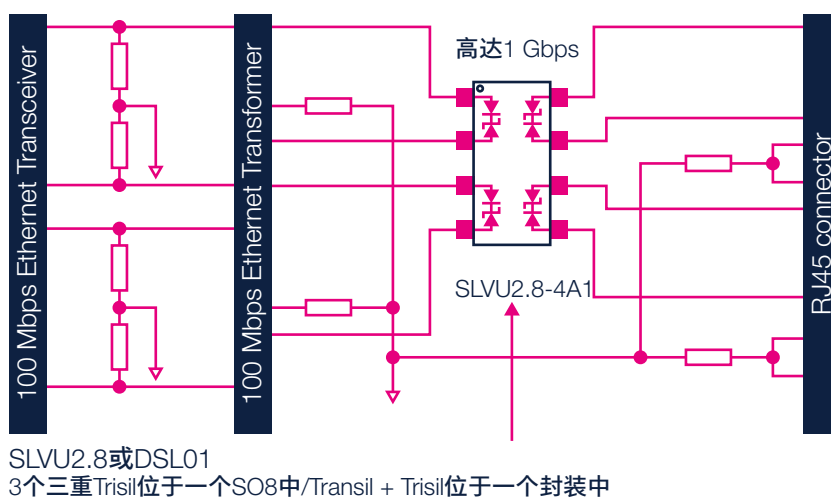 100 Mbps Ethernet Transceiver
100 Mbps Ethernet Transformer
高达1 Gbps
SLVU2.8-4A1
RJ45 connector
SLVU2.8或DSL01
3个三重Trisil位于一个SO8中/Transil + Trisil位于一个封装中